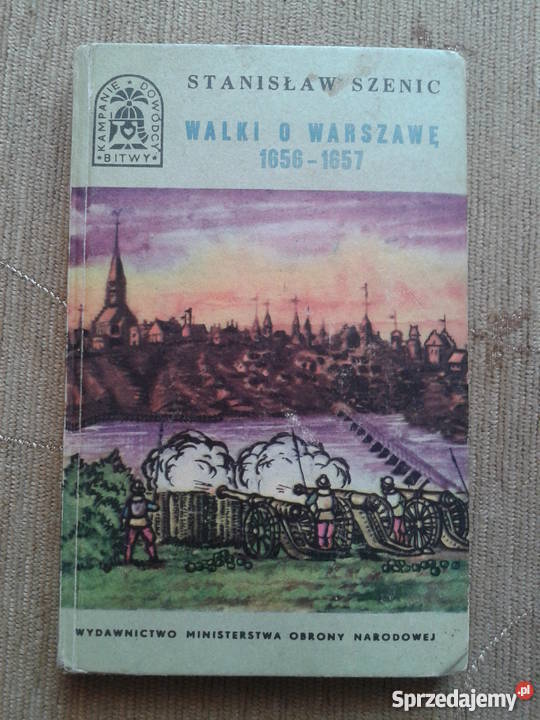 STANISŁAW SZENIC
KAMPANIE DOWÓDCY
BITWY
WALKI O WARSZAWĘ
1656-1657
WYDAWNICTWO MINISTERSTWA OBRONY NARODOWEJ
Sprzedajemy.pl